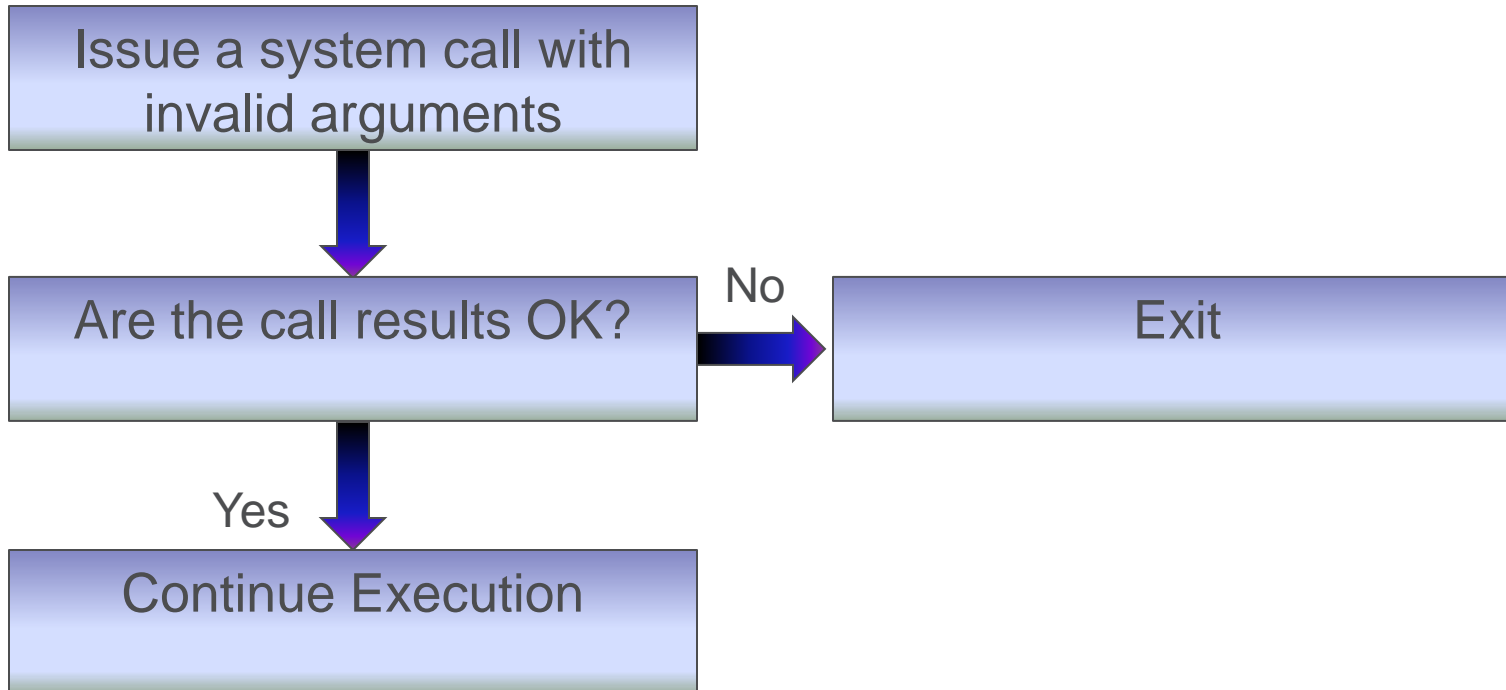 Issue a system call with
invalid arguments
Are the call results OK?
No
Exit
Yes
Continue Execution